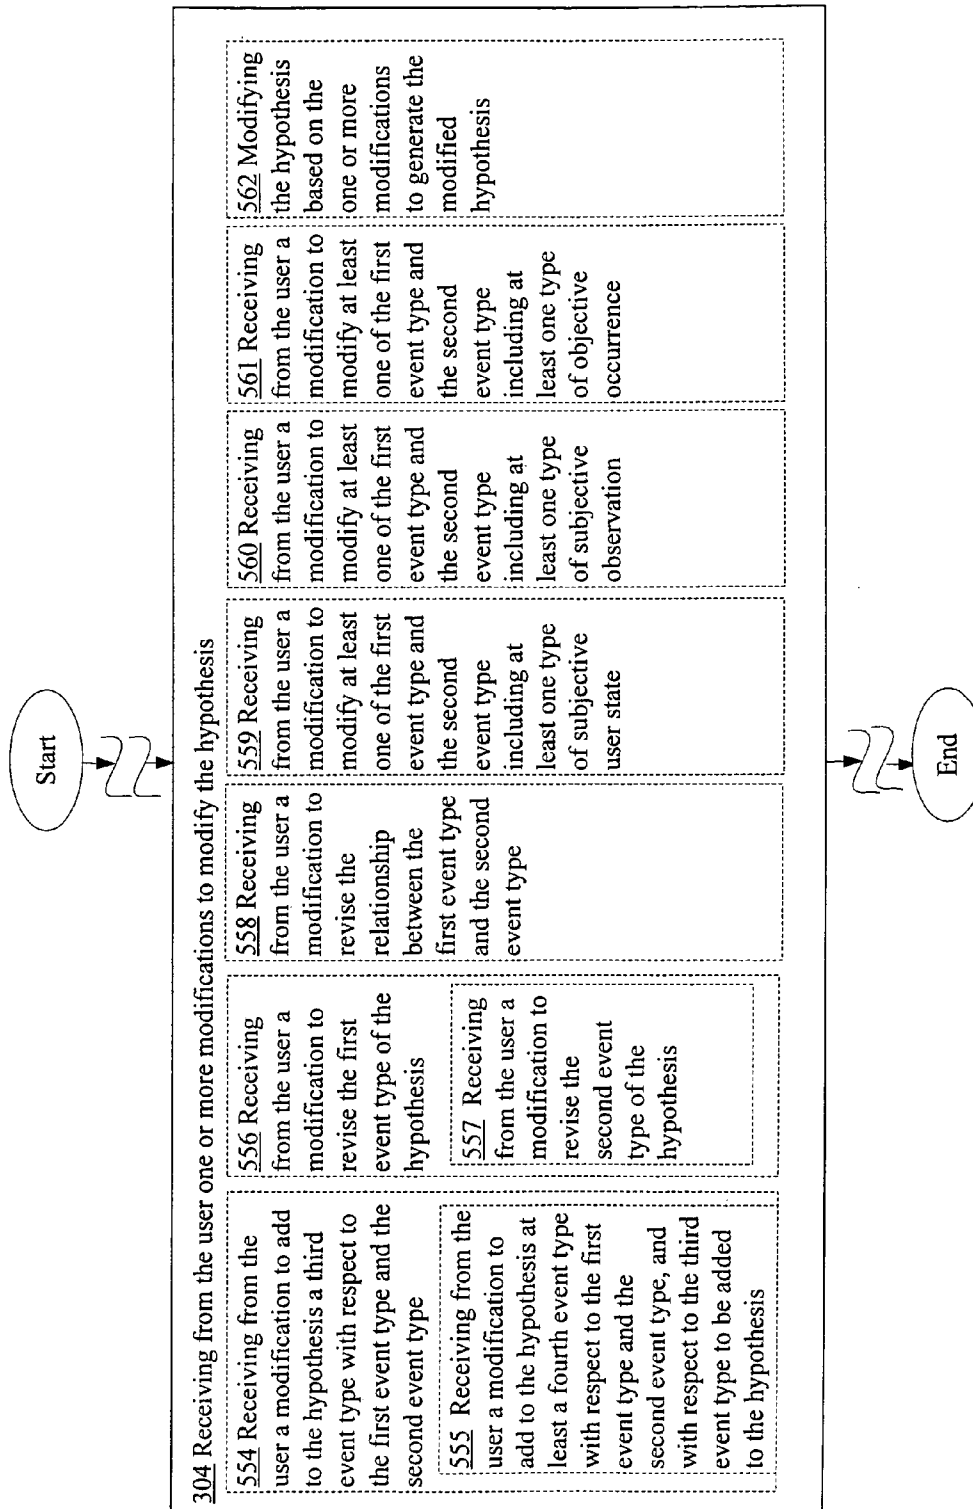 Start
304 Receiving from the user one or more modifications to modify the hypothesis
554 Receiving from the
user a modification to add
to the hypothesis a third
event type with respect to
the first event type and the
second event type
555 Receiving from the
user a modification to
add to the hypothesis at
least a fourth event type
with respect to the first
event type and the
second event type, and
with respect to the third
event type to be added
to the hypothesis
556 Receiving
from the user a
modification to
revise the first
event type of the
hypothesis
557 Receiving
from the user a
modification to
revise the
second event
type of the
hypothesis
558 Receiving
from the user a
modification to
revise the
relationship
between the
first event type
and the second
event type
559 Receiving
from the user a
modification to
modify at least
one of the first
event type and
the second
event type
including at
least one type
of subjective
user state
560 Receiving
from the user a
modification to
modify at least
one of the first
event type and
the second
event type
including at
least one type
of subjective
observation
561 Receiving
from the user a
modification to
modify at least
one of the first
event type and
the second
event type
including at
least one type
of objective
occurrence
562 Modifying
the hypothesis
based on the
one or more
modifications
to generate the
modified
hypothesis
End